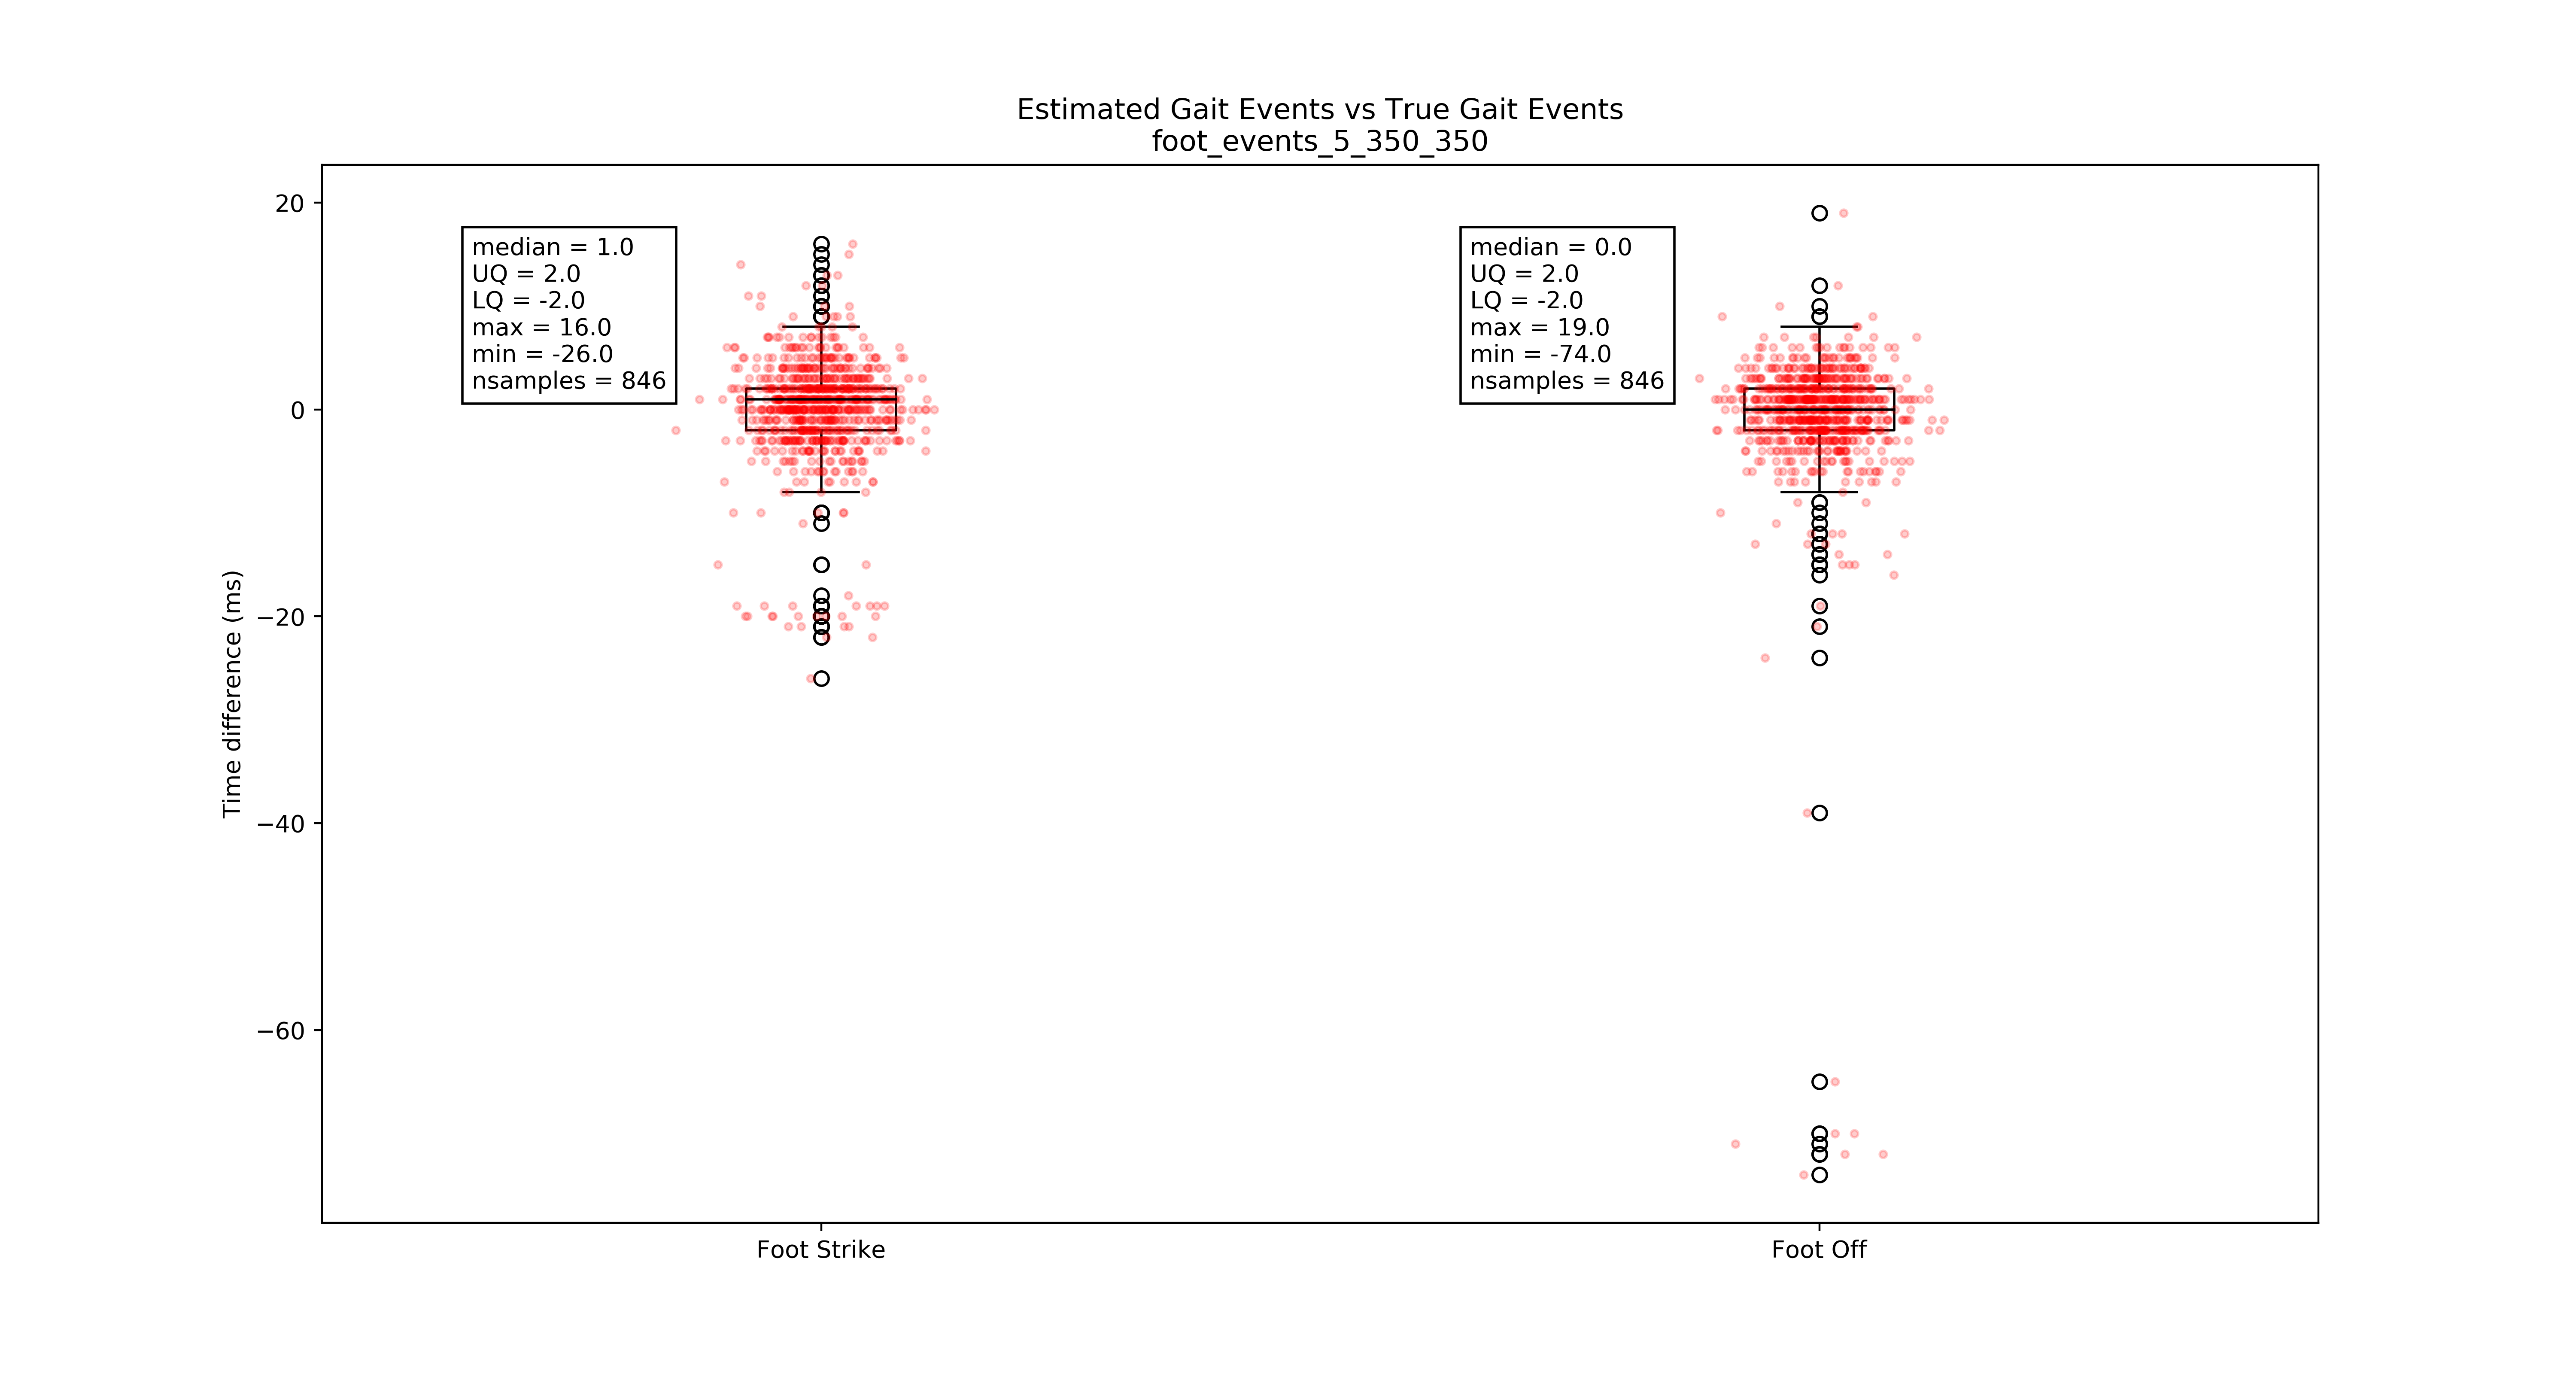 Estimated Gait Events vs True Gait Events
foot_events_5_350_350
median = 1.0
UQ = 2.0
LQ = -2.0
max = 16.0
min = -26.0
nsamples = 846
median = 0.0
UQ = 2.0
LQ = -2.0
max = 19.0
min = -74.0
nsamples = 846
Time difference (ms)
20
0
−20
−40
−60
Foot Strike
Foot Off